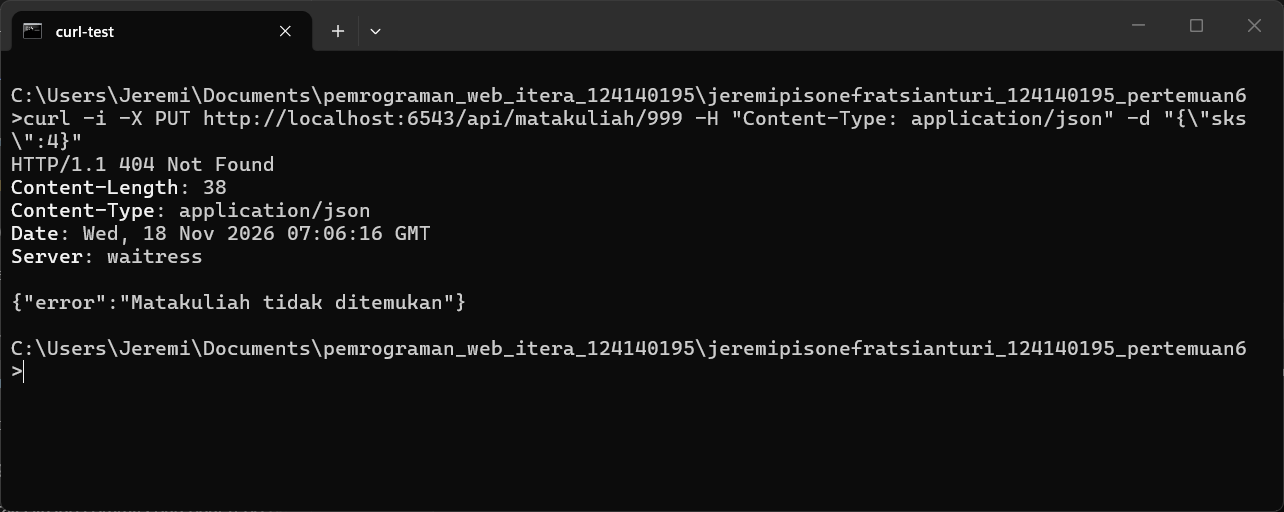 curl-test
C:\Users\Jeremi\Documents\pemrograman_web_itera_124140195\jeremipisonefratsianturi_124140195_pertemuan6
>curl -i -X PUT http://localhost:6543/api/matakuliah/999 -H "Content-Type: application/json" -d "{\"sks
\":4}"
HTTP/1.1 404 Not Found
Content-Length: 38
Content-Type: application/json
Date: Wed, 18 Nov 2026 07:06:16 GMT
Server: waitress
{"error":"Matakuliah tidak ditemukan"}
C:\Users\Jeremi\Documents\pemrograman_web_itera_124140195\jeremipisonefratsianturi_124140195_pertemuan6
>